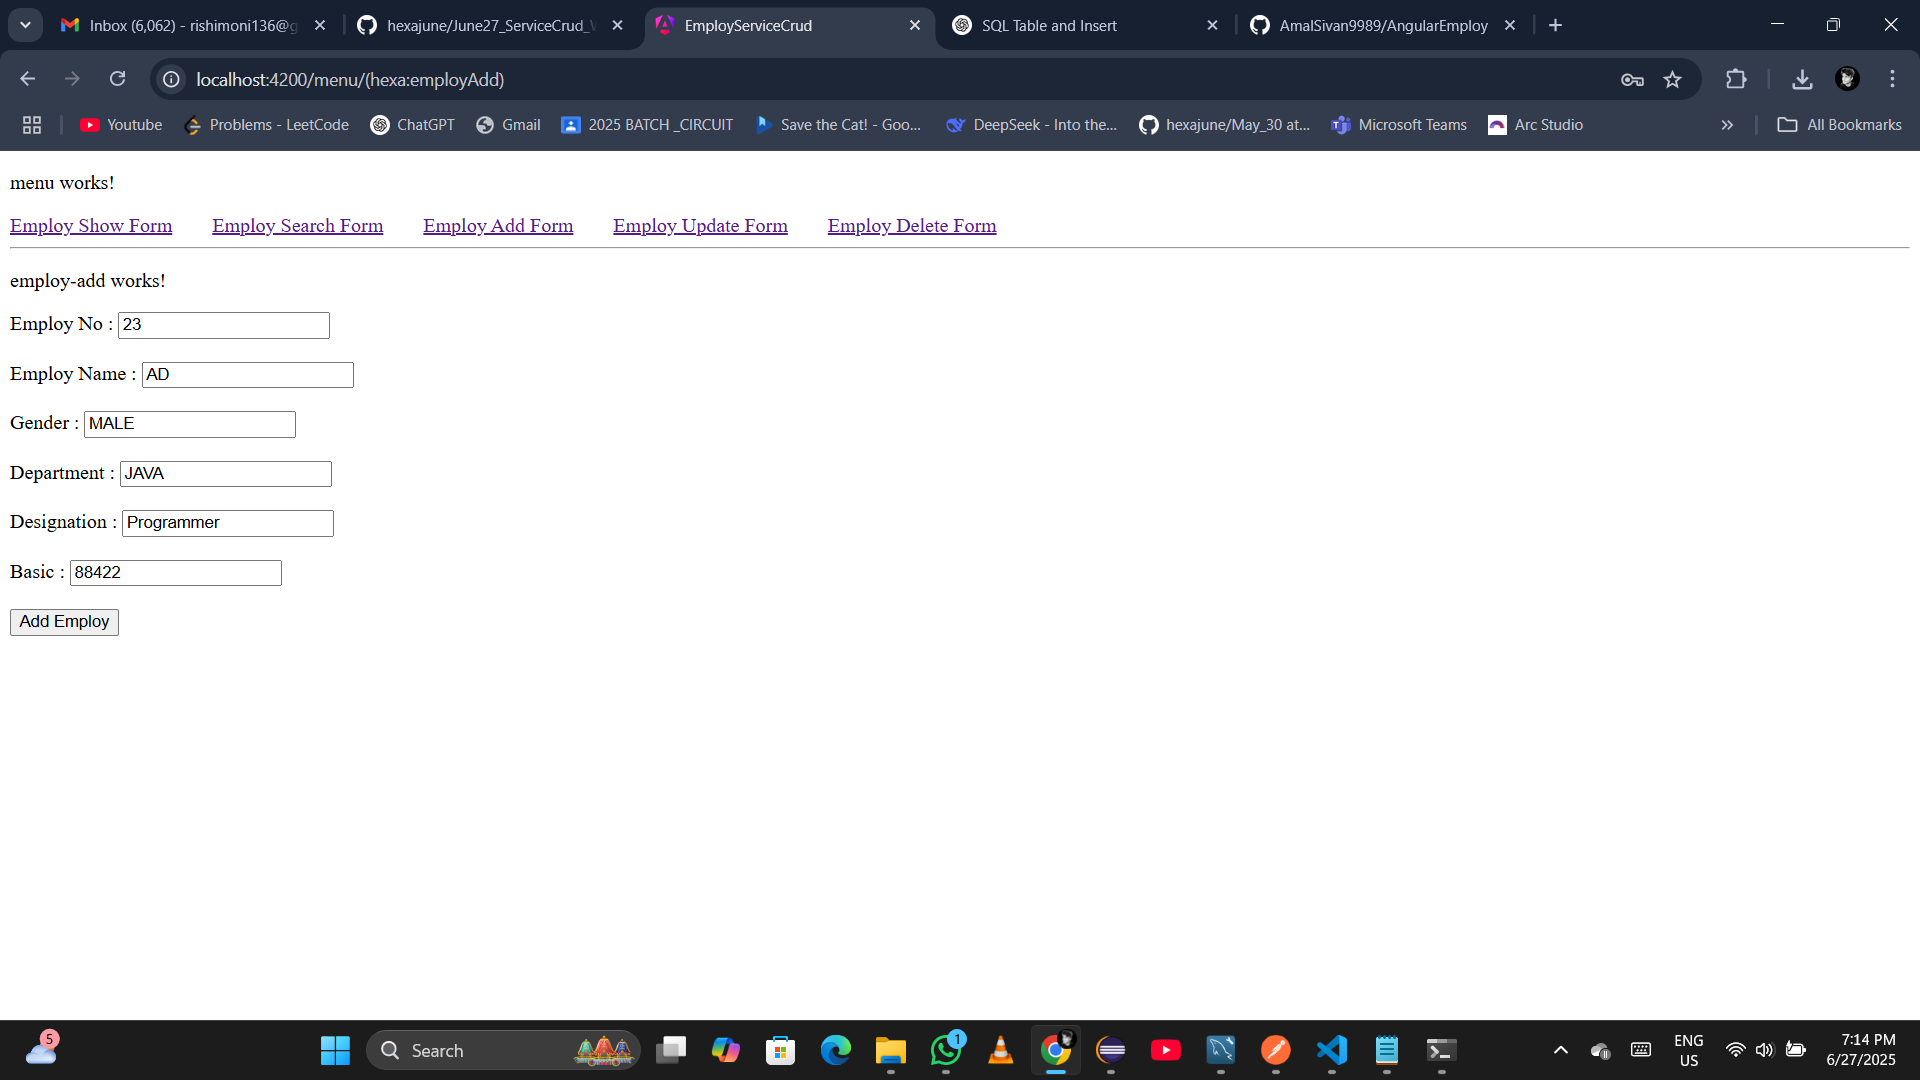 Inbox (6,062) - rishimoni136@g
hexajune/June27_ServiceCrud_
EmployServiceCrud
SQL Table and Insert
AmalSivan9989/AngularEmploy
localhost:4200/menu/(hexa:employAdd)
Youtube
Problems - LeetCode
ChatGPT
Gmail
2025 BATCH _CIRCUIT
Save the Cat! - Goo...
DeepSeek - Into the...
hexajune/May_30 at...
Microsoft Teams
Arc Studio
All Bookmarks
menu works!
Employ Show Form Employ Search Form Employ Add Form Employ Update Form Employ Delete Form
employ-add works!
Employ No : 23
Employ Name : AD
Gender : MALE
Department : JAVA
Designation : Programmer
Basic : 88422
Add Employ
5
Search
1
ENG
US
7:14 PM
6/27/2025